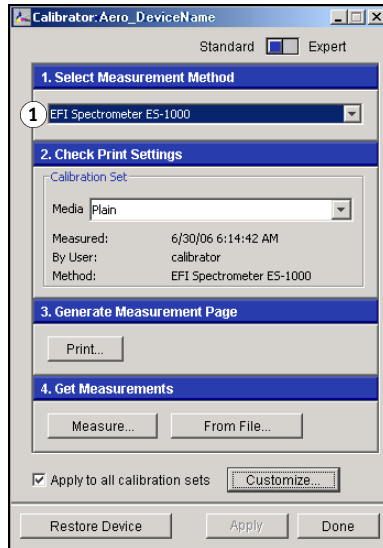 Calibrator:Aero_DeviceName
Standard Expert
1. Select Measurement Method
1 EFI Spectrometer ES-1000
2. Check Print Settings
Calibration Set
Media Plain
Measured: 6/30/06 6:14:42 AM
By User: calibrator
Method: EFI Spectrometer ES-1000
3. Generate Measurement Page
Print...
4. Get Measurements
Measure... From File...
Apply to all calibration sets Customize...
Restore Device Apply Done